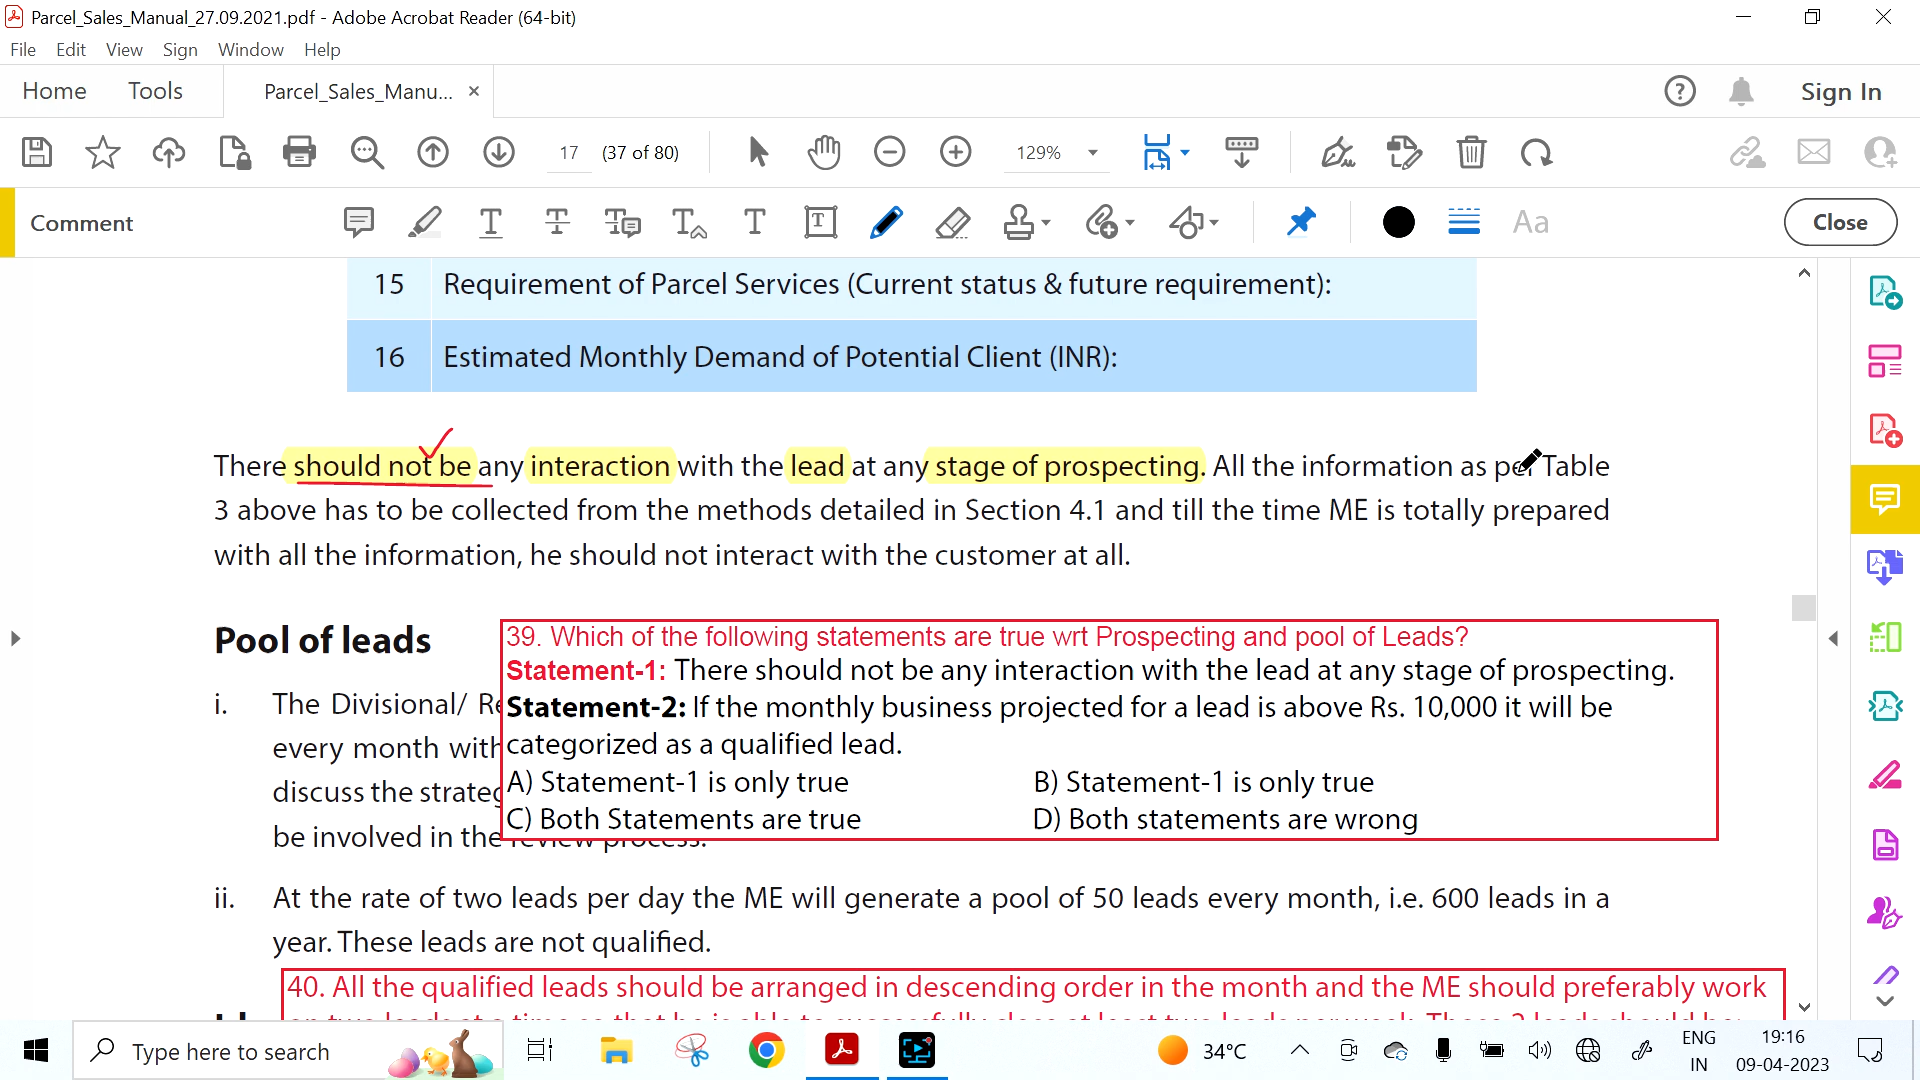 Parcel_Sales_Manual_27.09.2021.pdf - Adobe Acrobat Reader (64-bit)
File Edit View Sign Window Help
Home Tools Parcel_Sales_Manu... × Sign In
17 (37 of 80) 129%
Comment Aa Close
15 Requirement of Parcel Services (Current status & future requirement):
16 Estimated Monthly Demand of Potential Client (INR):
There should not be any interaction with the lead at any stage of prospecting. All the information as per Table
3 above has to be collected from the methods detailed in Section 4.1 and till the time ME is totally prepared
with all the information, he should not interact with the customer at all.
Pool of leads
39. Which of the following statements are true wrt Prospecting and pool of Leads?
Statement-1: There should not be any interaction with the lead at any stage of prospecting.
i. The Divisional/ Re
Statement-2: If the monthly business projected for a lead is above Rs. 10,000 it will be
every month with
categorized as a qualified lead.
discuss the strateg
A) Statement-1 is only true B) Statement-1 is only true
be involved in the review process.
C) Both Statements are true D) Both statements are wrong
ii. At the rate of two leads per day the ME will generate a pool of 50 leads every month, i.e. 600 leads in a
year. These leads are not qualified.
40. All the qualified leads should be arranged in descending order in the month and the ME should preferably work
Type here to search
34°C
ENG
IN
19:16
09-04-2023